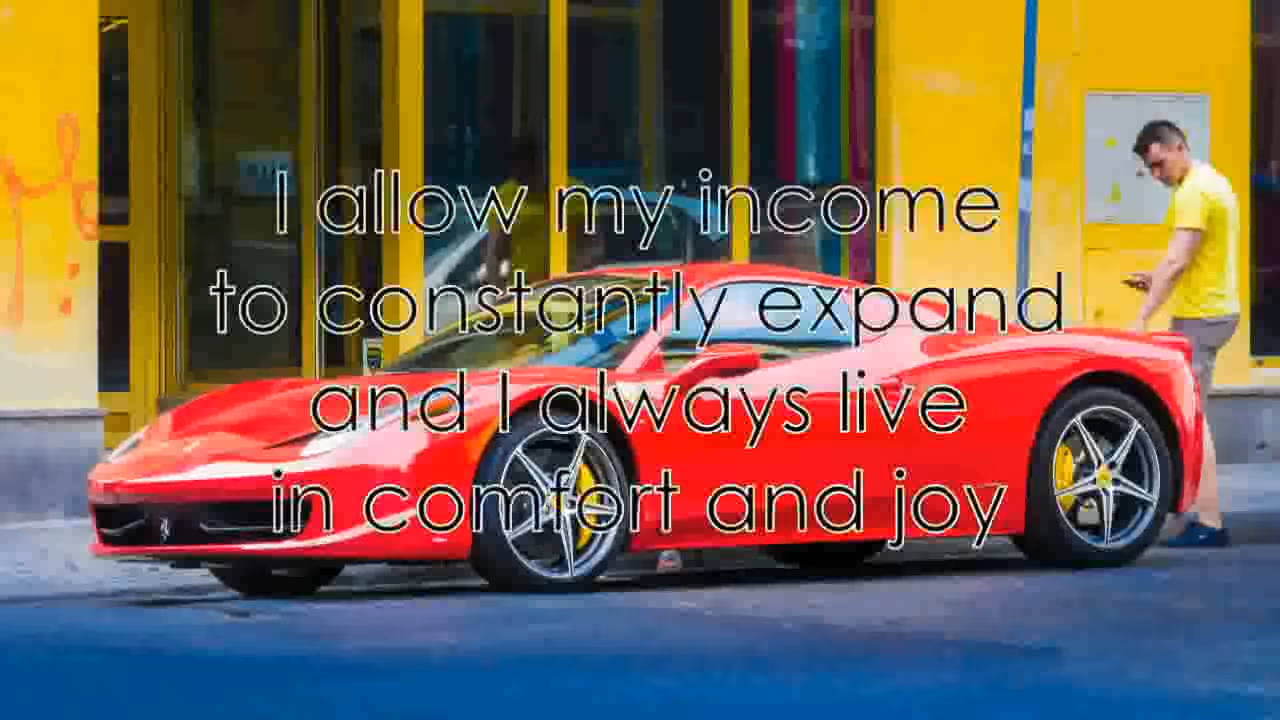 I allow my income
to constantly expand
and I always live
in comfort and joy